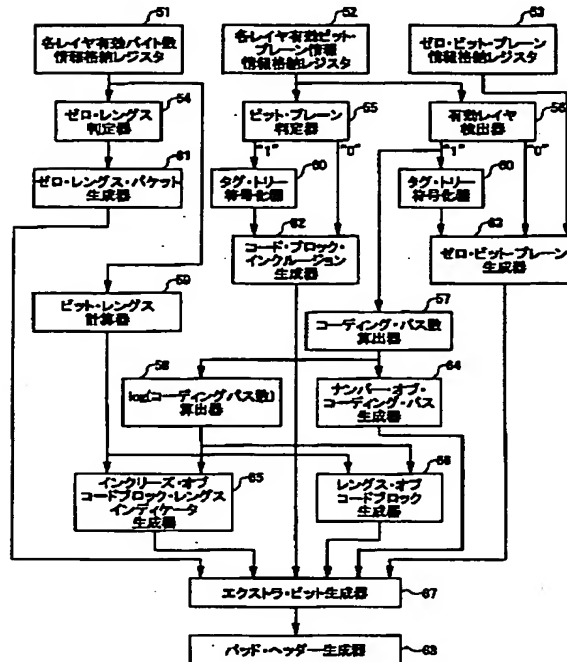 51
各レイヤ有効バイト数
情報格納レジスタ
52
各レイヤ有効ビット・
プレーン情報
情報格納レジスタ
53
ゼロ・ビット・プレーン
情報格納レジスタ
54
ゼロ・レングス
判定器
55
ビット・プレーン
判定器
56
有効レイヤ
検出器
"1"
"0"
"1"
"0"
61
ゼロ・レングス・パケット
生成器
60
タグ・トリー
符号化器
60
タグ・トリー
符号化器
62
コード・ブロック・
インクルージョン
生成器
63
ゼロ・ビット・プレーン
生成器
59
ビット・レングス
計算器
57
コーディング・パス数
算出器
58
log(コーディングパス数)
算出器
64
ナンバー・オブ・
コーディング・パス
生成器
65
インクリーズ・オブ
コードブロック・レングス
インディケータ
生成器
66
レングス・オブ
コードブロック
生成器
エクストラ・ビット生成器
67
パッド・ヘッダー生成器
68